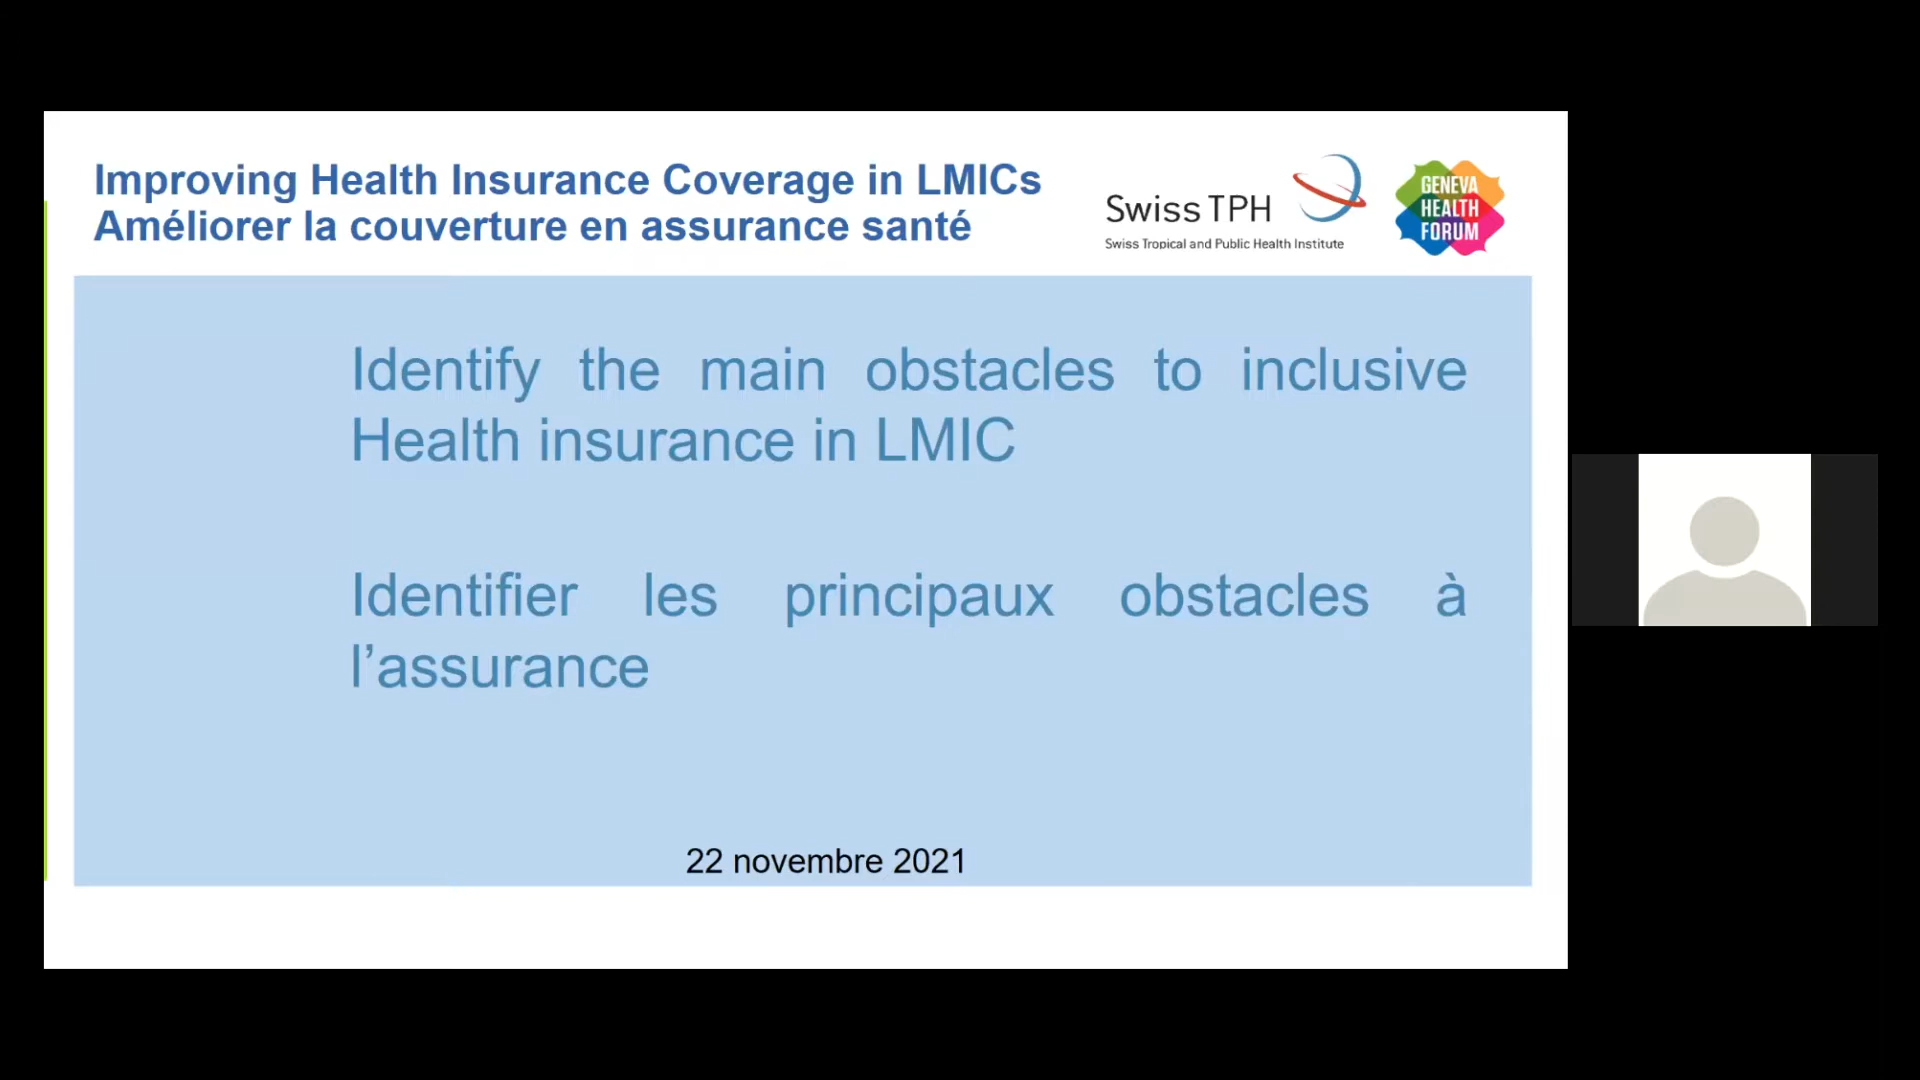 Improving Health Insurance Coverage in LMICs
Améliorer la couverture en assurance santé
Swiss TPH
Swiss Tropical and Public Health Institute
GENEVA
HEALTH
FORUM
Identify the main obstacles to inclusive
Health insurance in LMIC
Identifier les principaux obstacles à
l’assurance
22 novembre 2021